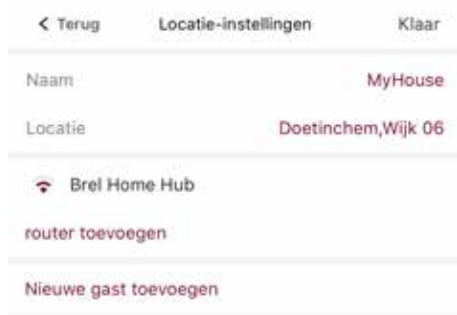 Terug Locatie-instellingen Klaar
Naam MyHouse
Locatie Doetinchem,Wijk 06
Brel Home Hub
router toevoegen
Nieuwe gast toevoegen